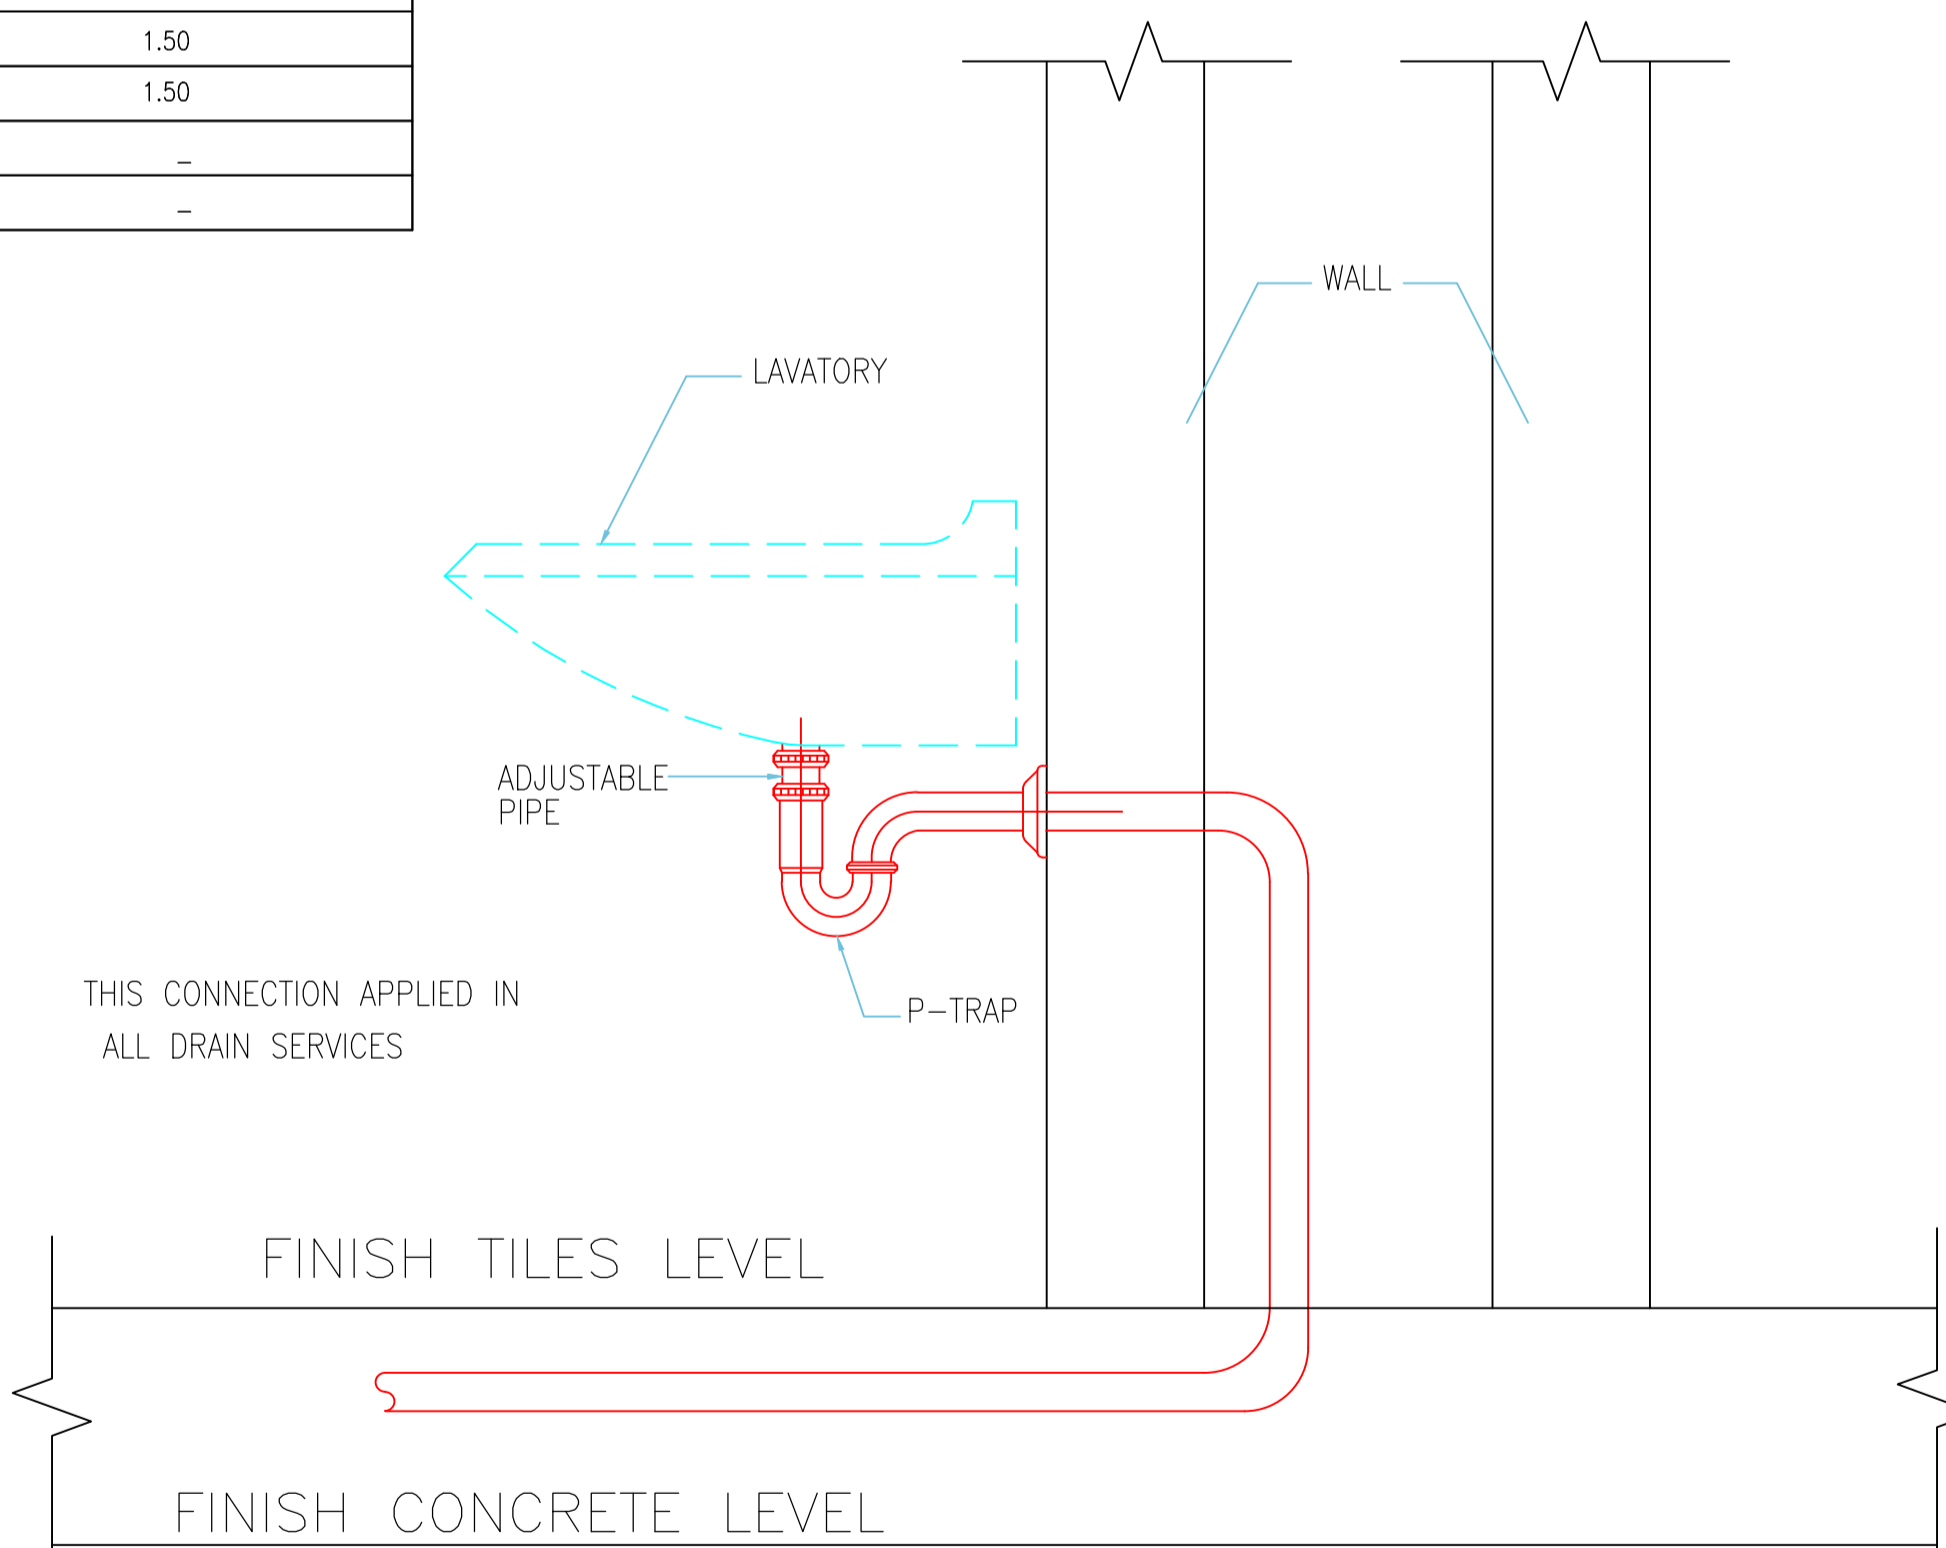 1.50
1.50
–
–
WALL
LAVATORY
ADJUSTABLE
PIPE
P-TRAP
THIS CONNECTION APPLIED IN
ALL DRAIN SERVICES
FINISH TILES LEVEL
FINISH CONCRETE LEVEL